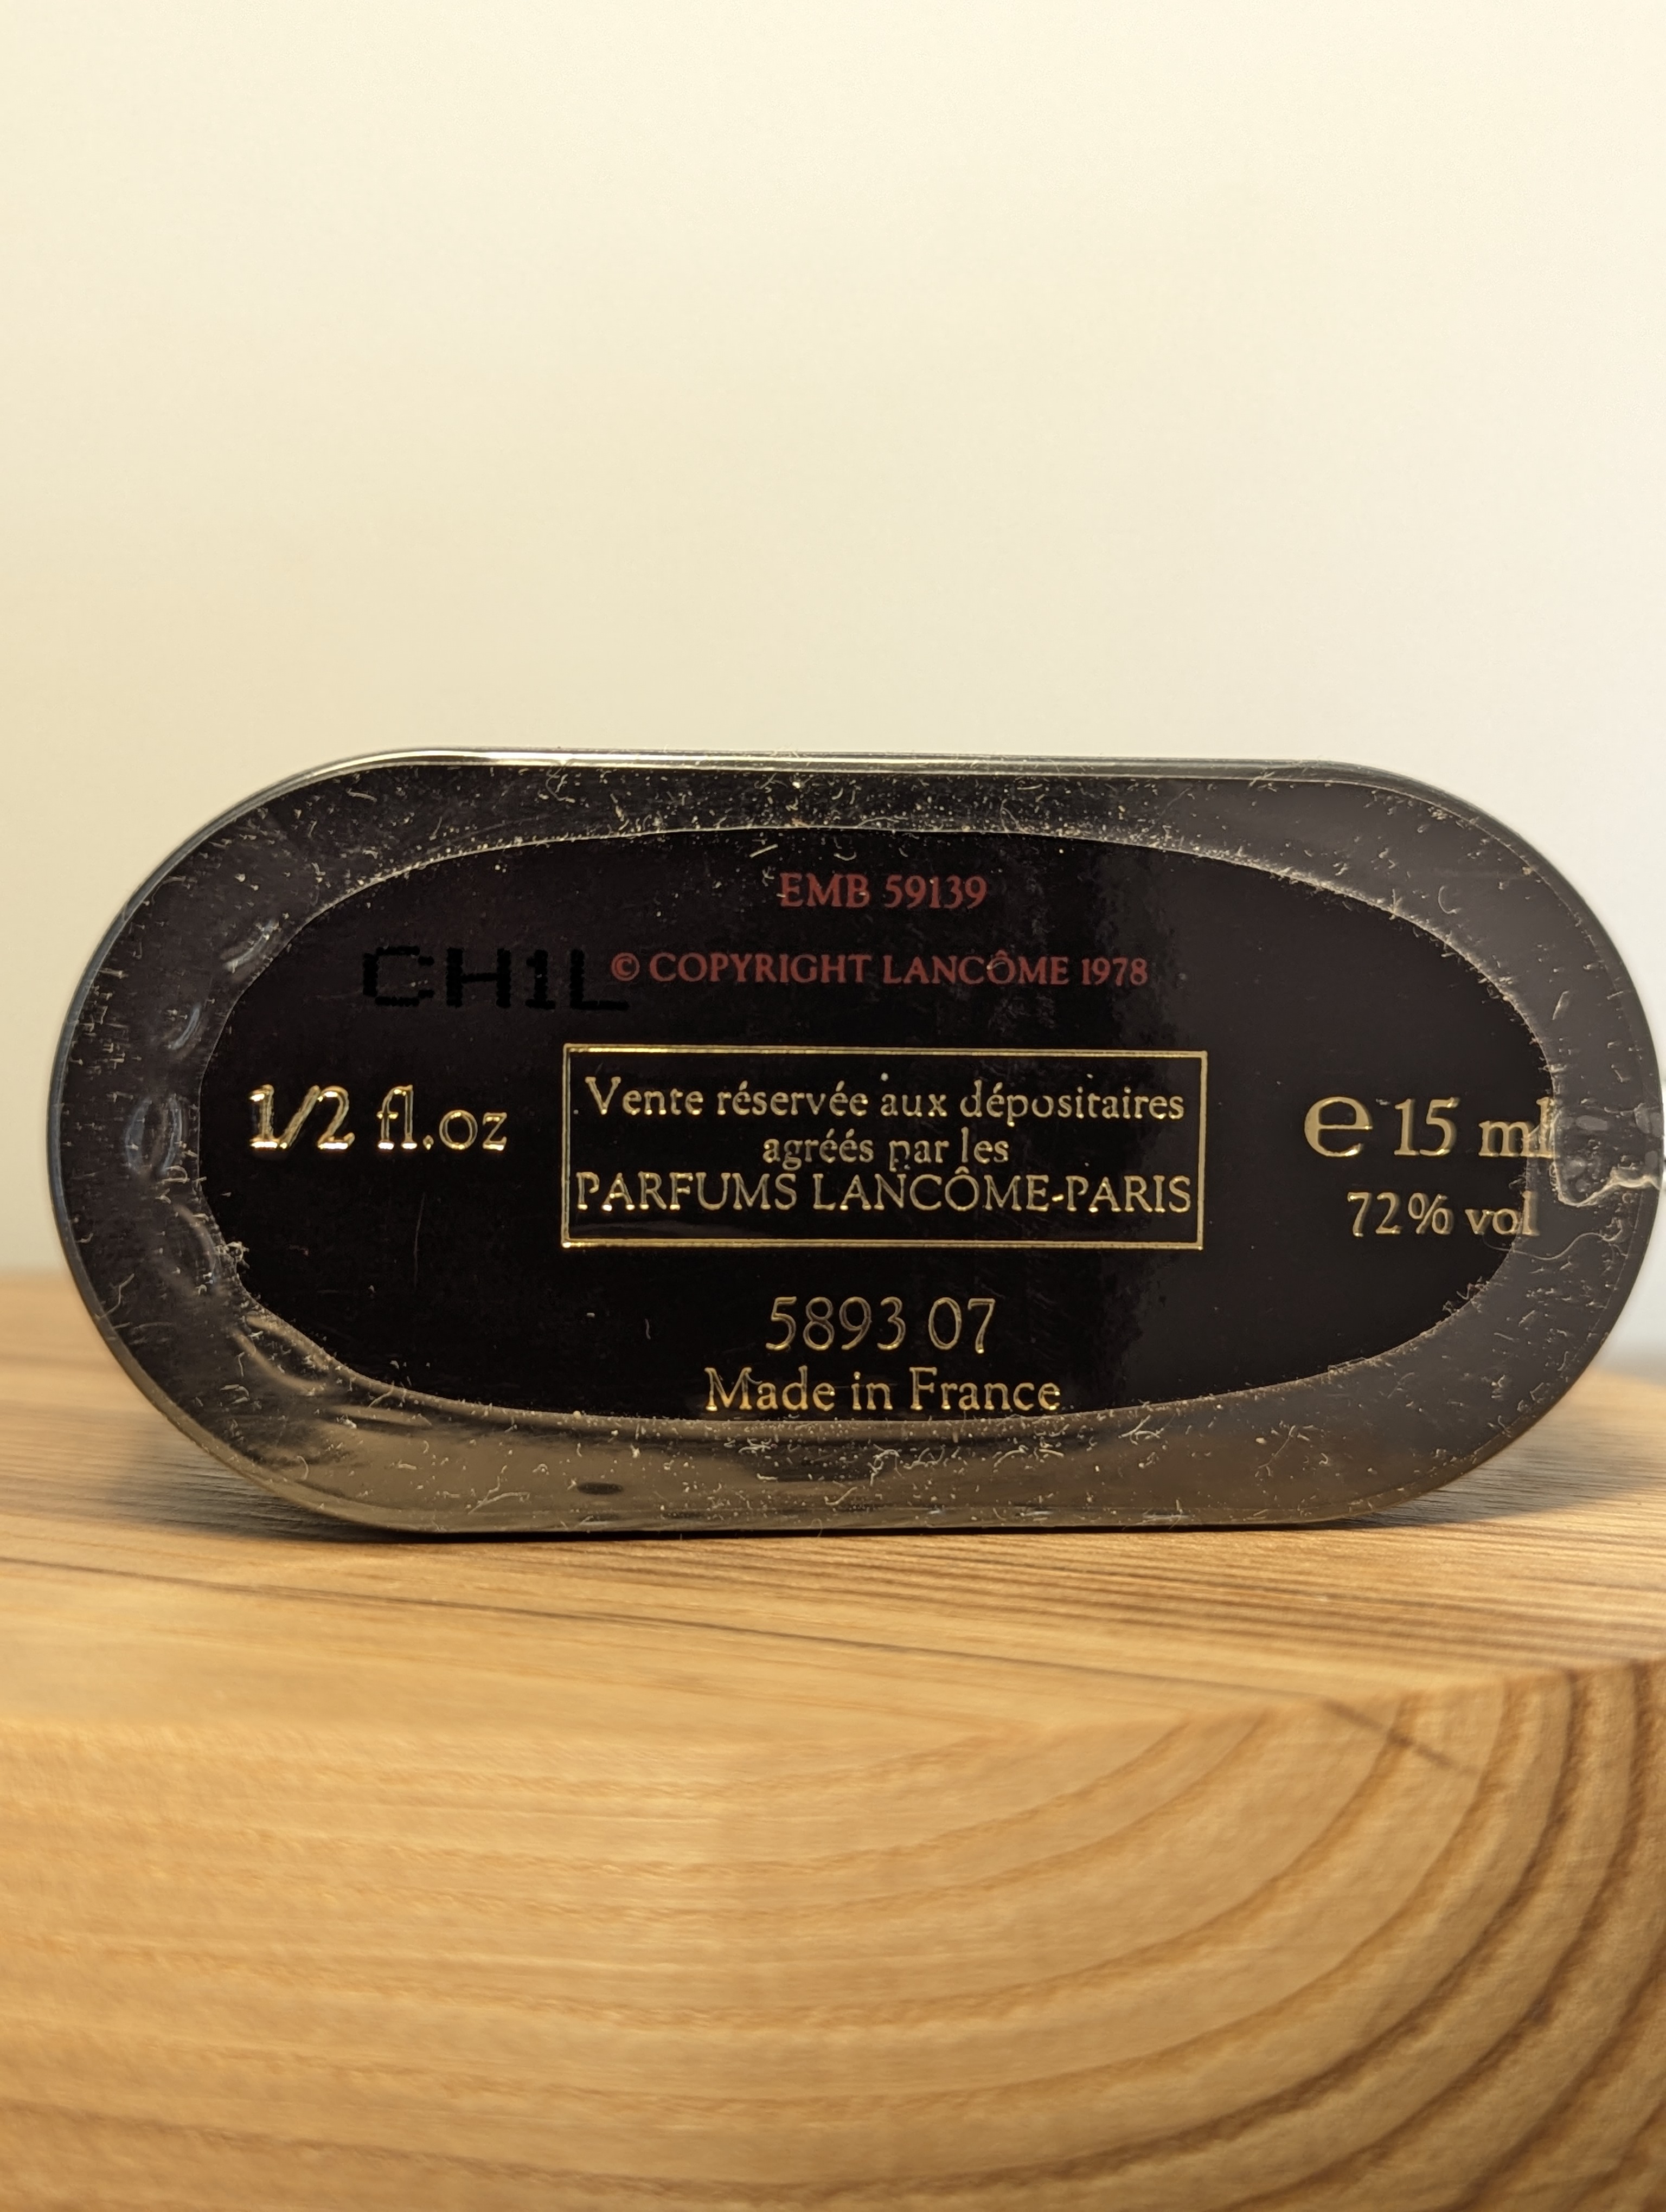 EMB 59139
CH1L
© COPYRIGHT LANCÔME 1978
1/2 fl.oz
Vente réservée aux dépositaires
agréés par les
PARFUMS LANCÔME-PARIS
e 15 ml
72% vol
5893 07
Made in France